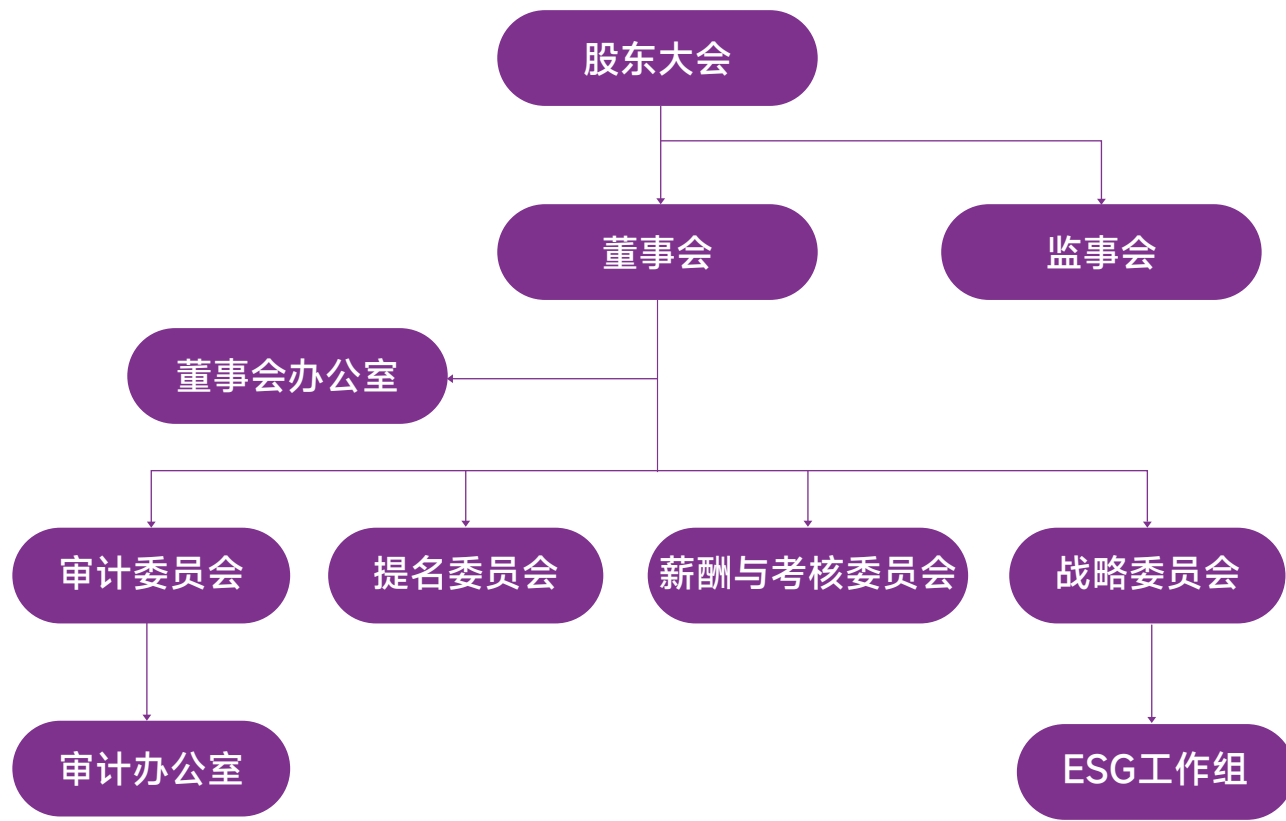 股东大会
董事会
监事会
董事会办公室
审计委员会
提名委员会
薪酬与考核委员会
战略委员会
审计办公室
ESG工作组